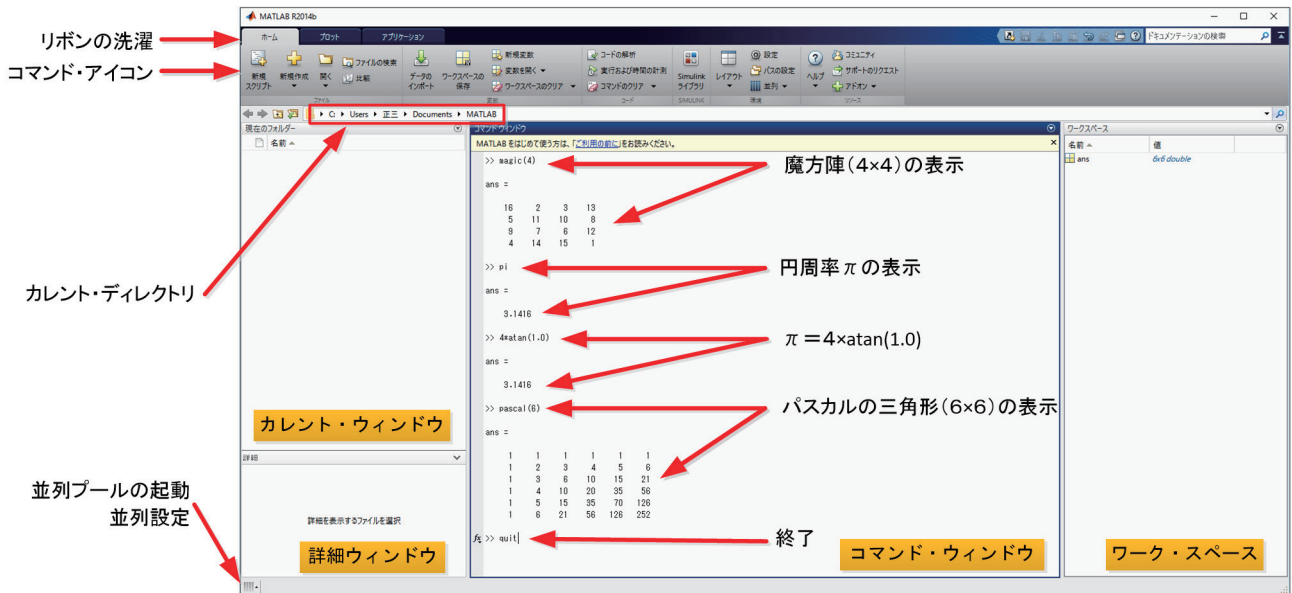 MATLAB R2014b
リボンの洗濯
ホーム プロット アプリケーション
ドキュメンテーションの検索
コマンド・アイコン
新規スクリプト
新規作成
開く
ファイルの検索
比較
データのインポート
ワークスペースの保存
新規変数
変数を開く
ワークスペースのクリア
コードの解析
実行および時間の計測
コマンドのクリア
Simulink ライブラリ
レイアウト
設定
パスの設定
並列
ヘルプ
コミュニティ
サポートのリクエスト
アドオン
ファイル 変数 コード SIMULINK 環境 リソース
C: Users 正三 Documents MATLAB
現在のフォルダー
名前
コマンド ウィンドウ
MATLAB をはじめて使う方は、「ご利用の前に」をお読みください。
ワークスペース
名前 値
ans 6x6 double
>> magic(4)
魔方陣(4×4)の表示
ans =
16 2 3 13
5 11 10 8
9 7 6 12
4 14 15 1
>> pi
円周率πの表示
カレント・ディレクトリ
ans =
3.1416
>> 4*atan(1.0)
π=4×atan(1.0)
ans =
3.1416
>> pascal(6)
パスカルの三角形(6×6)の表示
カレント・ウィンドウ
ans =
1 1 1 1 1 1
1 2 3 4 5 6
1 3 6 10 15 21
1 4 10 20 35 56
1 5 15 35 70 126
1 6 21 56 126 252
詳細
並列プールの起動
並列設定
詳細を表示するファイルを選択
fx >> quit
終了
詳細ウィンドウ
コマンド・ウィンドウ
ワーク・スペース